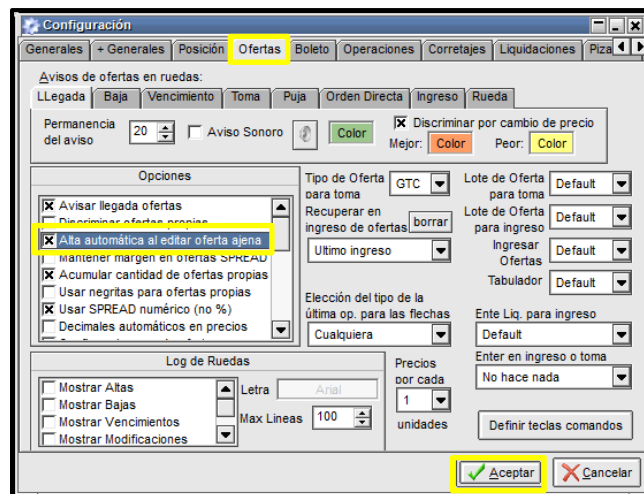 Configuración
Generales + Generales Posición Ofertas Boleto Operaciones Corretajes Liquidaciones Piza
Avisos de ofertas en ruedas:
LLegada Baja Vencimiento Toma Puja Orden Directa Ingreso Rueda
Permanencia del aviso 20 Aviso Sonoro Color Discriminar por cambio de precio
Mejor: Color Peor: Color
Opciones
Avisar llegada ofertas
Discriminar ofertas propias
Alta automática al editar oferta ajena
Mantener margen en ofertas SPREAD
Acumular cantidad de ofertas propias
Usar negritas para ofertas propias
Usar SPREAD numérico (no %)
Decimales automáticos en precios
Tipo de Oferta para toma GTC
Recuperar en ingreso de ofertas borrar
Ultimo ingreso
Elección del tipo de la última op. para las flechas
Cualquiera
Lote de Oferta para toma Default
Lote de Oferta para ingreso Default
Ingresar Ofertas Default
Tabulador Default
Ente Liq. para ingreso
Default
Enter en ingreso o toma
No hace nada
Log de Ruedas
Mostrar Altas
Mostrar Bajas
Mostrar Vencimientos
Mostrar Modificaciones
Letra Arial
Max Lineas 100
Precios por cada
1
unidades
Definir teclas comandos
Aceptar Cancelar